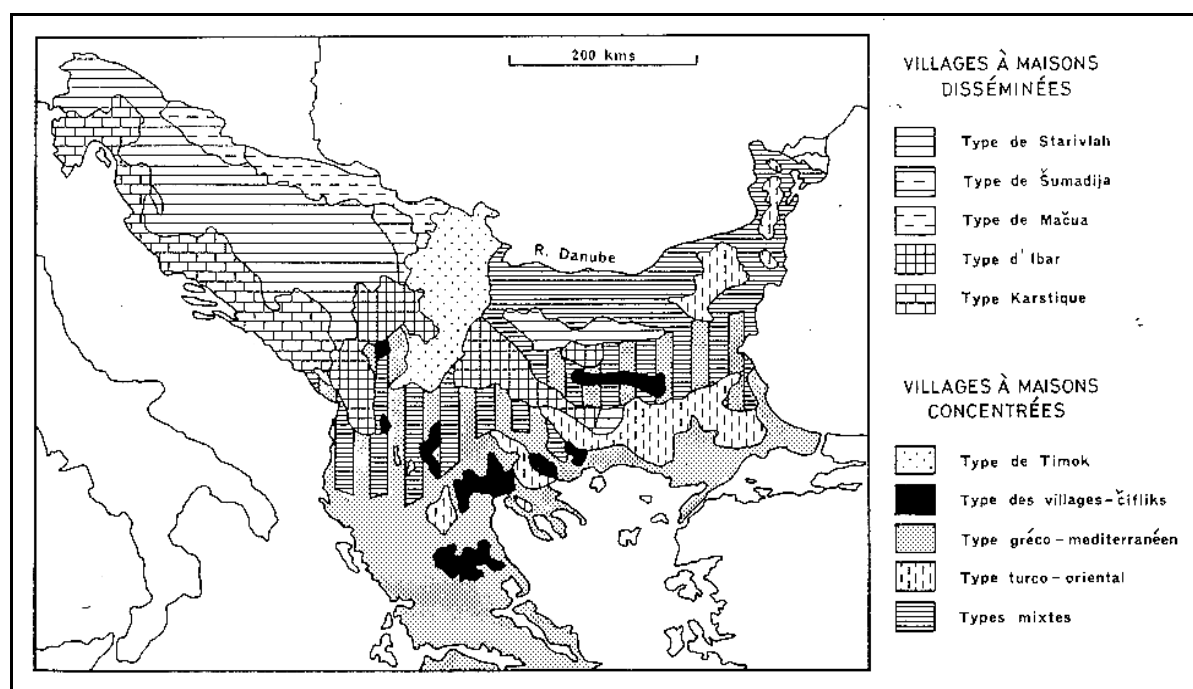 200 kms
R. Danube
VILLAGES À MAISONS
DISSÉMINÉES
Type de Starivlah
Type de Šumadija
Type de Mačua
Type d'Ibar
Type Karstique
VILLAGES À MAISONS
CONCENTRÉES
Type de Timok
Type des villages-čifliks
Type gréco-mediterranéen
Type turco-oriental
Types mixtes